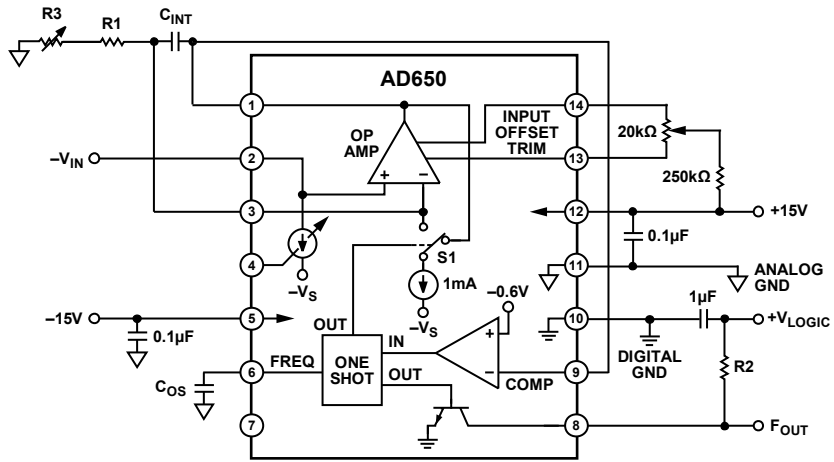 R3
R1
CINT
AD650
1
14
OP
AMP
INPUT
OFFSET
TRIM
20kΩ
–VIN
2
+
–
13
250kΩ
3
12
+15V
S1
0.1µF
4
–VS
1mA
11
ANALOG
GND
–VS
–0.6V
1µF
–15V
5
10
+VLOGIC
0.1µF
OUT
IN
+
DIGITAL
GND
R2
6
FREQ
ONE
SHOT
–
COMP
9
COS
OUT
7
8
FOUT